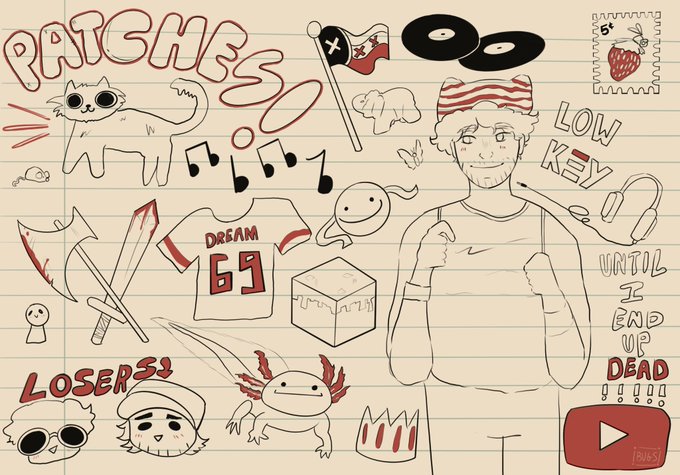 PATCHES!
5¢
LOW
KEY
DREAM
69
UNTIL
I
END
UP
DEAD
!!!!!
LOSERS!
BUGS